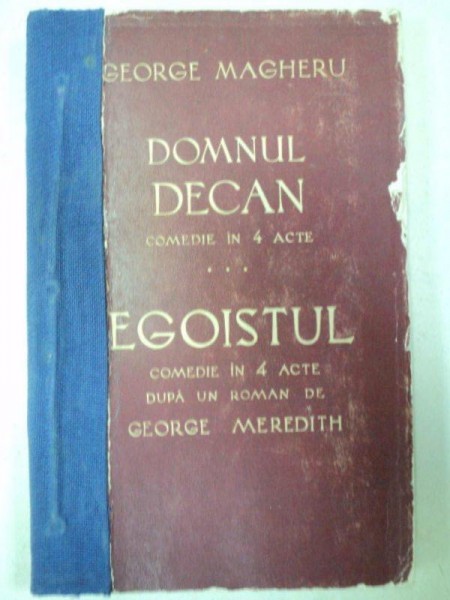 GEORGE MAGHERU
DOMNUL
DECAN
COMEDIE ÎN 4 ACTE
...
EGOISTUL
COMEDIE ÎN 4 ACTE
DUPĂ UN ROMAN DE
GEORGE MEREDITH